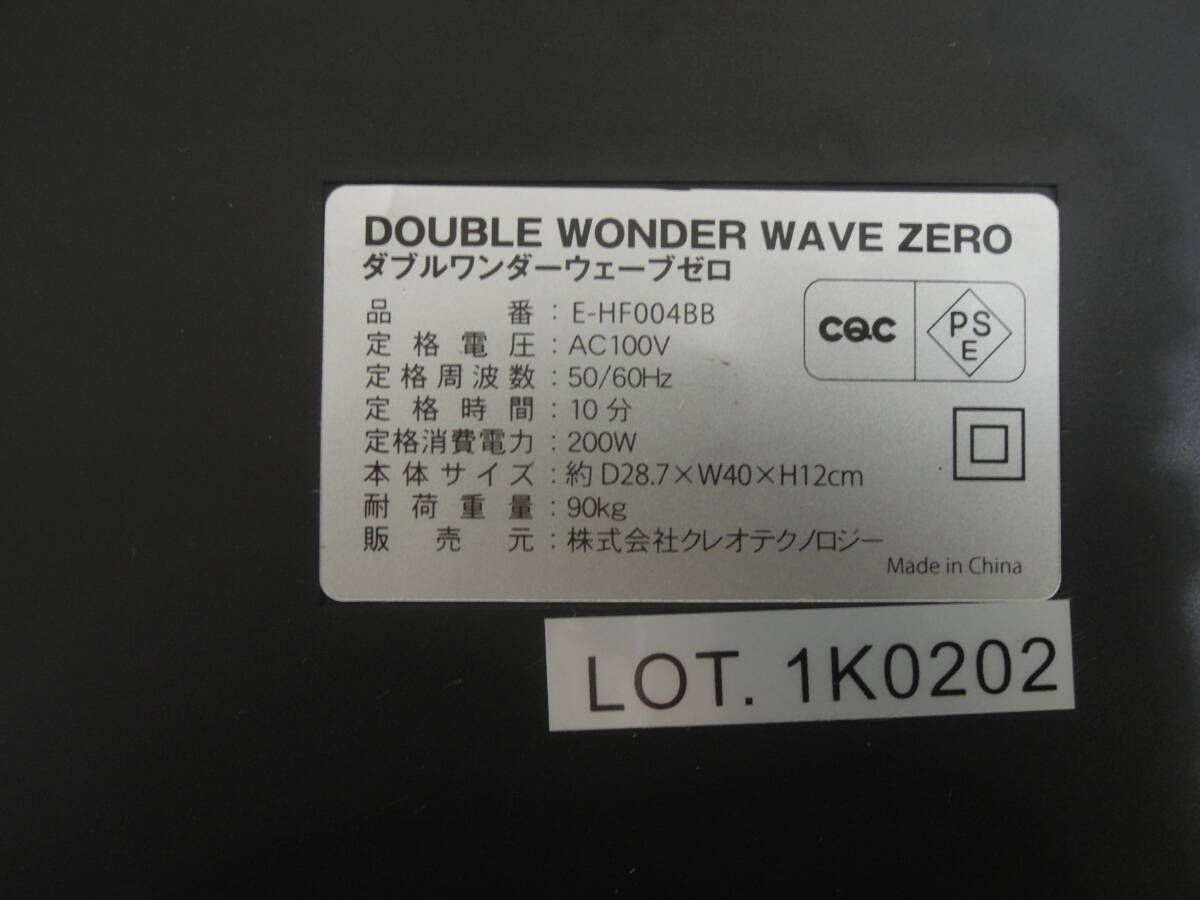 DOUBLE WONDER WAVE ZERO
ダブルワンダーウェーブゼロ
品番：E-HF004BB
定格電圧：AC100V
定格周波数：50/60Hz
定格時間：10分
定格消費電力：200W
本体サイズ：約D28.7×W40×H12cm
耐荷重量：90kg
販売元：株式会社クレオテクノロジー
CQC
PS
E
Made in China
LOT. 1K0202